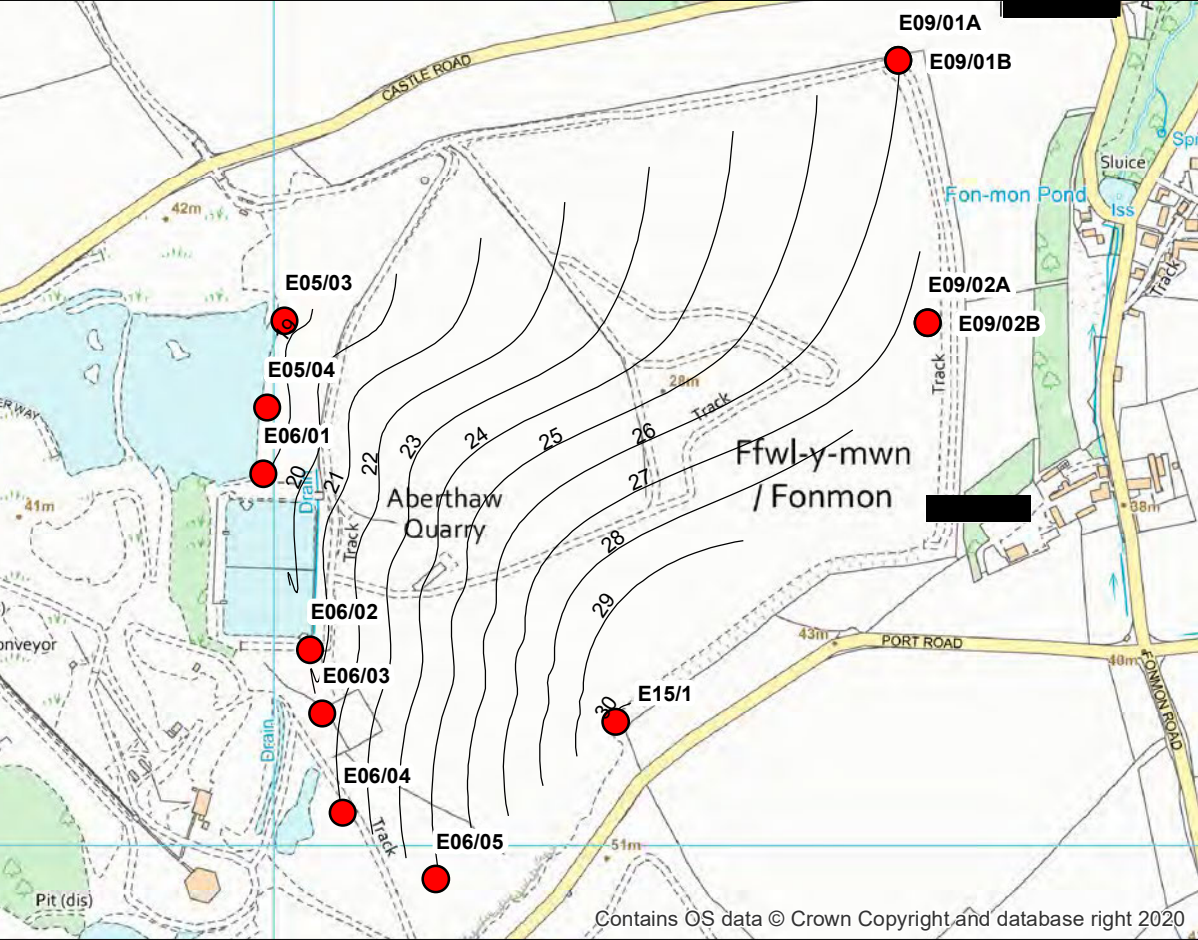 E09/01A
E09/01B
CASTLE ROAD
Sluice
Spr
Fon-mon Pond
Iss
42m
Track
E05/03
E09/02A
19
E09/02B
E05/04
Track
28m
Track
ER WAY
E06/01
26
25
24
23
22
Ffwl-y-mwn
/ Fonmon
27
20
21
Drain
Aberthaw
Quarry
41m
38m
Track
28
29
E06/02
onveyor
43m
PORT ROAD
40m
FONMON ROAD
E06/03
E15/1
30
Drain
E06/04
Track
E06/05
51m
Pit (dis)
Contains OS data © Crown Copyright and database right 2020